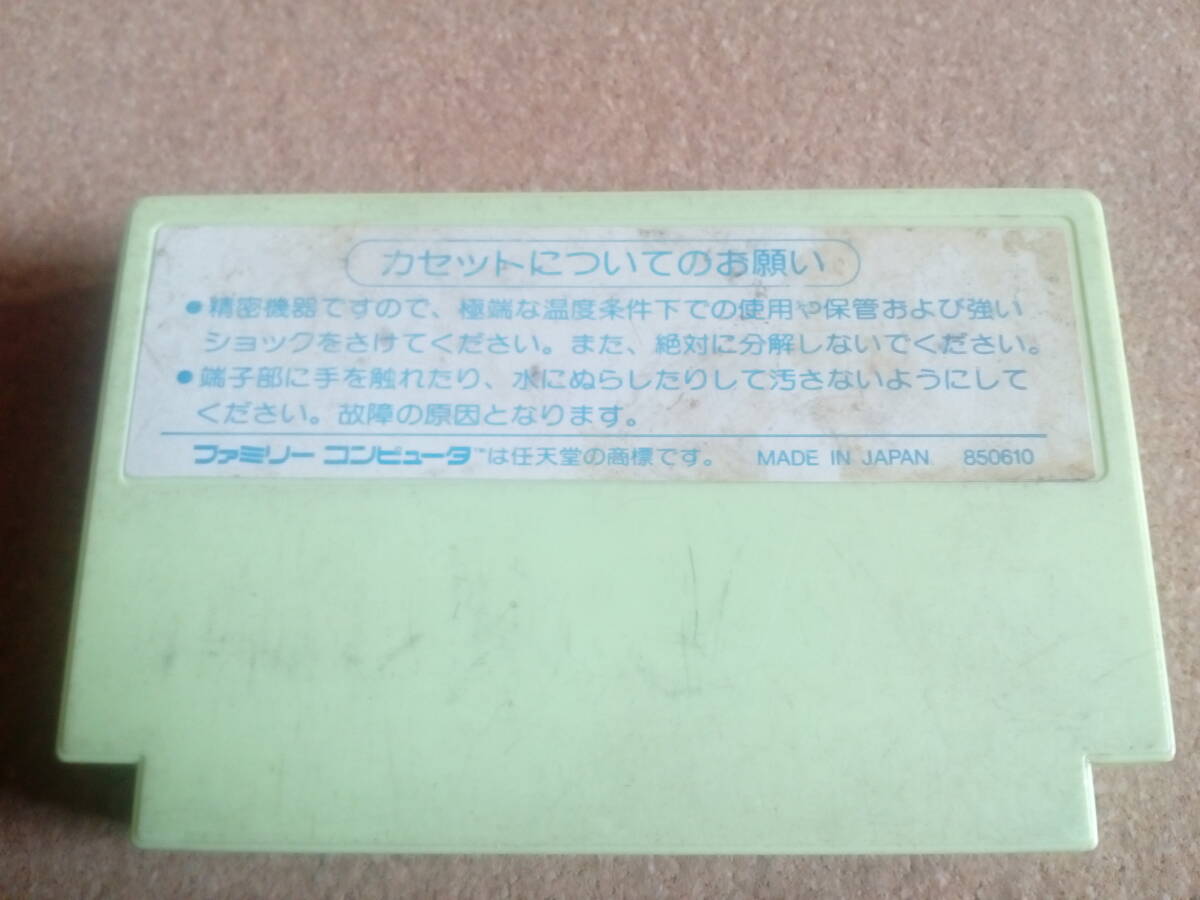 カセットについてのお願い
●精密機器ですので、極端な温度条件下での使用や保管および強い
ショックをさけてください。また、絶対に分解しないでください。
●端子部に手を触れたり、水にぬらしたりして汚さないようにして
ください。故障の原因となります。
ファミリー コンピュータ™は任天堂の商標です。 MADE IN JAPAN 850610